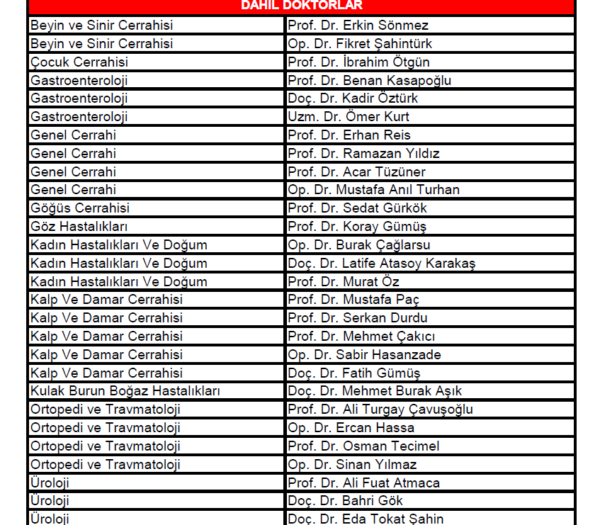 DAHİL DOKTORLAR
Beyin ve Sinir Cerrahisi Prof. Dr. Erkin Sönmez
Beyin ve Sinir Cerrahisi Op. Dr. Fikret Şahintürk
Çocuk Cerrahisi Prof. Dr. İbrahim Ötgün
Gastroenteroloji Prof. Dr. Benan Kasapoğlu
Gastroenteroloji Doç. Dr. Kadir Öztürk
Gastroenteroloji Uzm. Dr. Ömer Kurt
Genel Cerrahi Prof. Dr. Erhan Reis
Genel Cerrahi Prof. Dr. Ramazan Yıldız
Genel Cerrahi Prof. Dr. Acar Tüzüner
Genel Cerrahi Op. Dr. Mustafa Anıl Turhan
Göğüs Cerrahisi Prof. Dr. Sedat Gürkök
Göz Hastalıkları Prof. Dr. Koray Gümüş
Kadın Hastalıkları Ve Doğum Op. Dr. Burak Çağlarsu
Kadın Hastalıkları Ve Doğum Doç. Dr. Latife Atasoy Karakaş
Kadın Hastalıkları Ve Doğum Prof. Dr. Murat Öz
Kalp Ve Damar Cerrahisi Prof. Dr. Mustafa Paç
Kalp Ve Damar Cerrahisi Prof. Dr. Serkan Durdu
Kalp Ve Damar Cerrahisi Prof. Dr. Mehmet Çakıcı
Kalp Ve Damar Cerrahisi Op. Dr. Sabir Hasanzade
Kalp Ve Damar Cerrahisi Doç. Dr. Fatih Gümüş
Kulak Burun Boğaz Hastalıkları Doç. Dr. Mehmet Burak Aşık
Ortopedi ve Travmatoloji Prof. Dr. Ali Turgay Çavuşoğlu
Ortopedi ve Travmatoloji Op. Dr. Ercan Hassa
Ortopedi ve Travmatoloji Prof. Dr. Osman Tecimel
Ortopedi ve Travmatoloji Op. Dr. Sinan Yılmaz
Üroloji Prof. Dr. Ali Fuat Atmaca
Üroloji Doç. Dr. Bahri Gök
Üroloji Doç. Dr. Eda Tokat Şahin